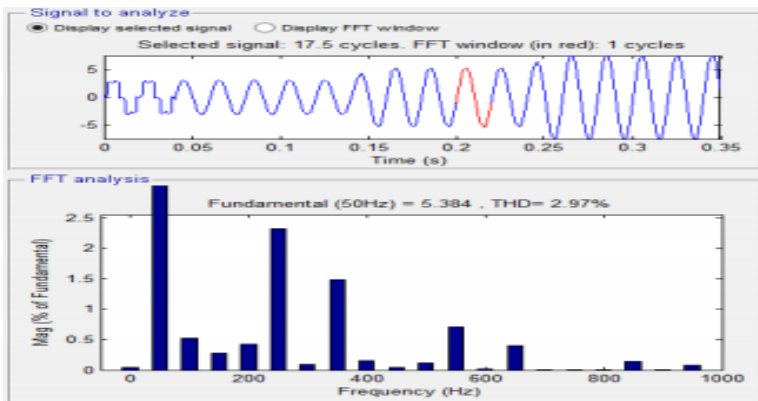 Signal to analyze
Display selected signal Display FFT window
Selected signal: 17.5 cycles. FFT window (in red): 1 cycles
5
0
-5
0 0.05 0.1 0.15 0.2 0.25 0.3 0.35
Time (s)
FFT analysis
Fundamental (50Hz) = 5.384 , THD= 2.97%
Mag (% of Fundamental)
2.5
2
1.5
1
0.5
0
0 200 400 600 800 1000
Frequency (Hz)